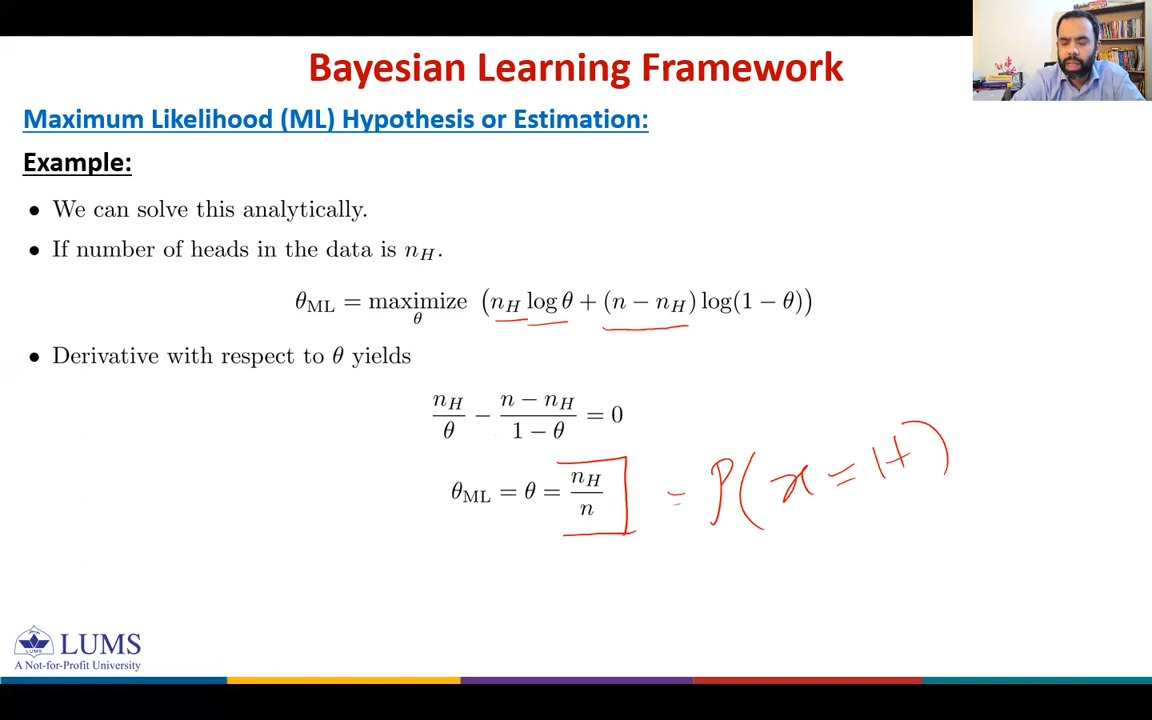 Bayesian Learning Framework
Maximum Likelihood (ML) Hypothesis or Estimation:
Example:
• We can solve this analytically.
• If number of heads in the data is n_H.
θ_ML = maximize_θ (n_H log θ + (n − n_H) log(1 − θ))
• Derivative with respect to θ yields
n_H/θ − (n − n_H)/(1 − θ) = 0
θ_ML = θ = n_H/n = P(x = H)
LUMS
LUMS
A Not-for-Profit University